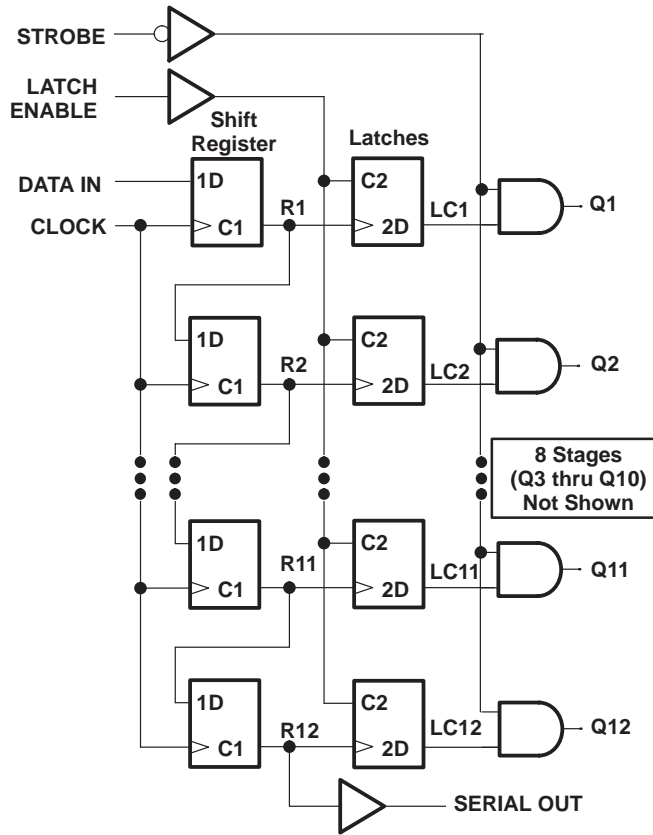 STROBE
LATCH
ENABLE
Shift
Register
Latches
DATA IN
1D
C2
CLOCK
C1
R1
2D
LC1
Q1
1D
C2
C1
R2
2D
LC2
Q2
8 Stages
(Q3 thru Q10)
Not Shown
1D
C2
C1
R11
2D
LC11
Q11
1D
C2
C1
R12
2D
LC12
Q12
SERIAL OUT